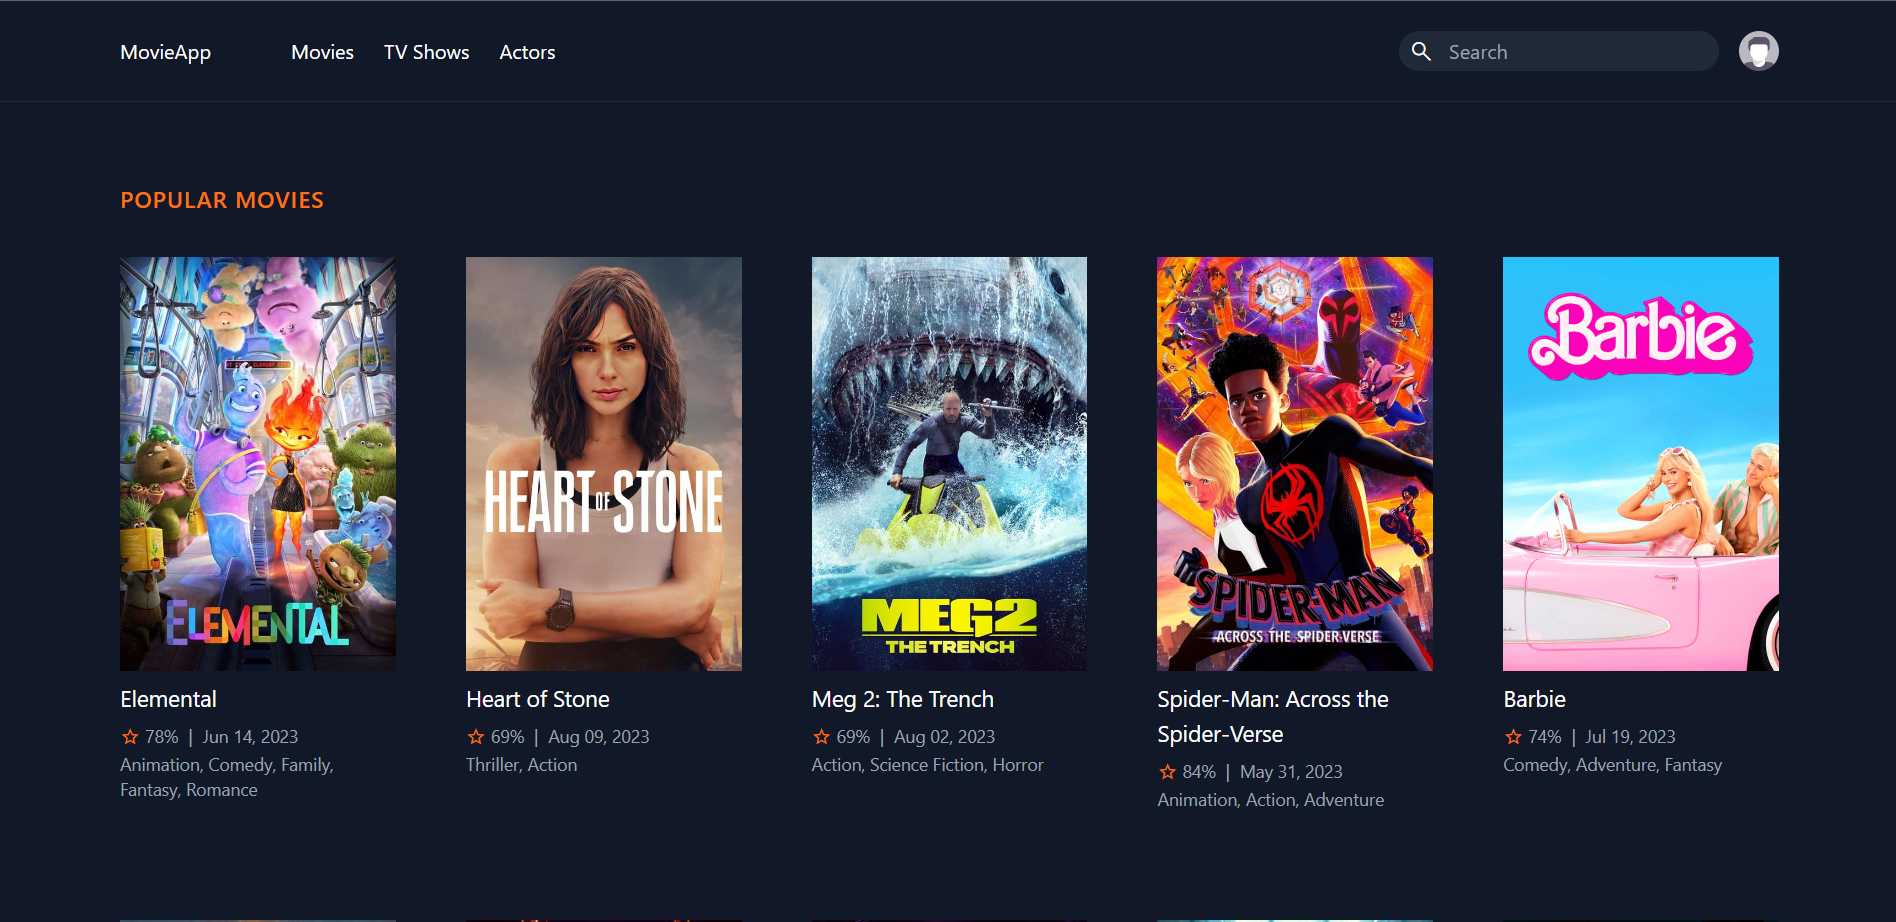 MovieApp Movies TV Shows Actors Search
POPULAR MOVIES
ELEMENTAL
HEART OF STONE
MEG2
THE TRENCH
SPIDER-MAN
ACROSS THE SPIDER-VERSE
Barbie
Elemental
78% | Jun 14, 2023
Animation, Comedy, Family,
Fantasy, Romance
Heart of Stone
69% | Aug 09, 2023
Thriller, Action
Meg 2: The Trench
69% | Aug 02, 2023
Action, Science Fiction, Horror
Spider-Man: Across the
Spider-Verse
84% | May 31, 2023
Animation, Action, Adventure
Barbie
74% | Jul 19, 2023
Comedy, Adventure, Fantasy